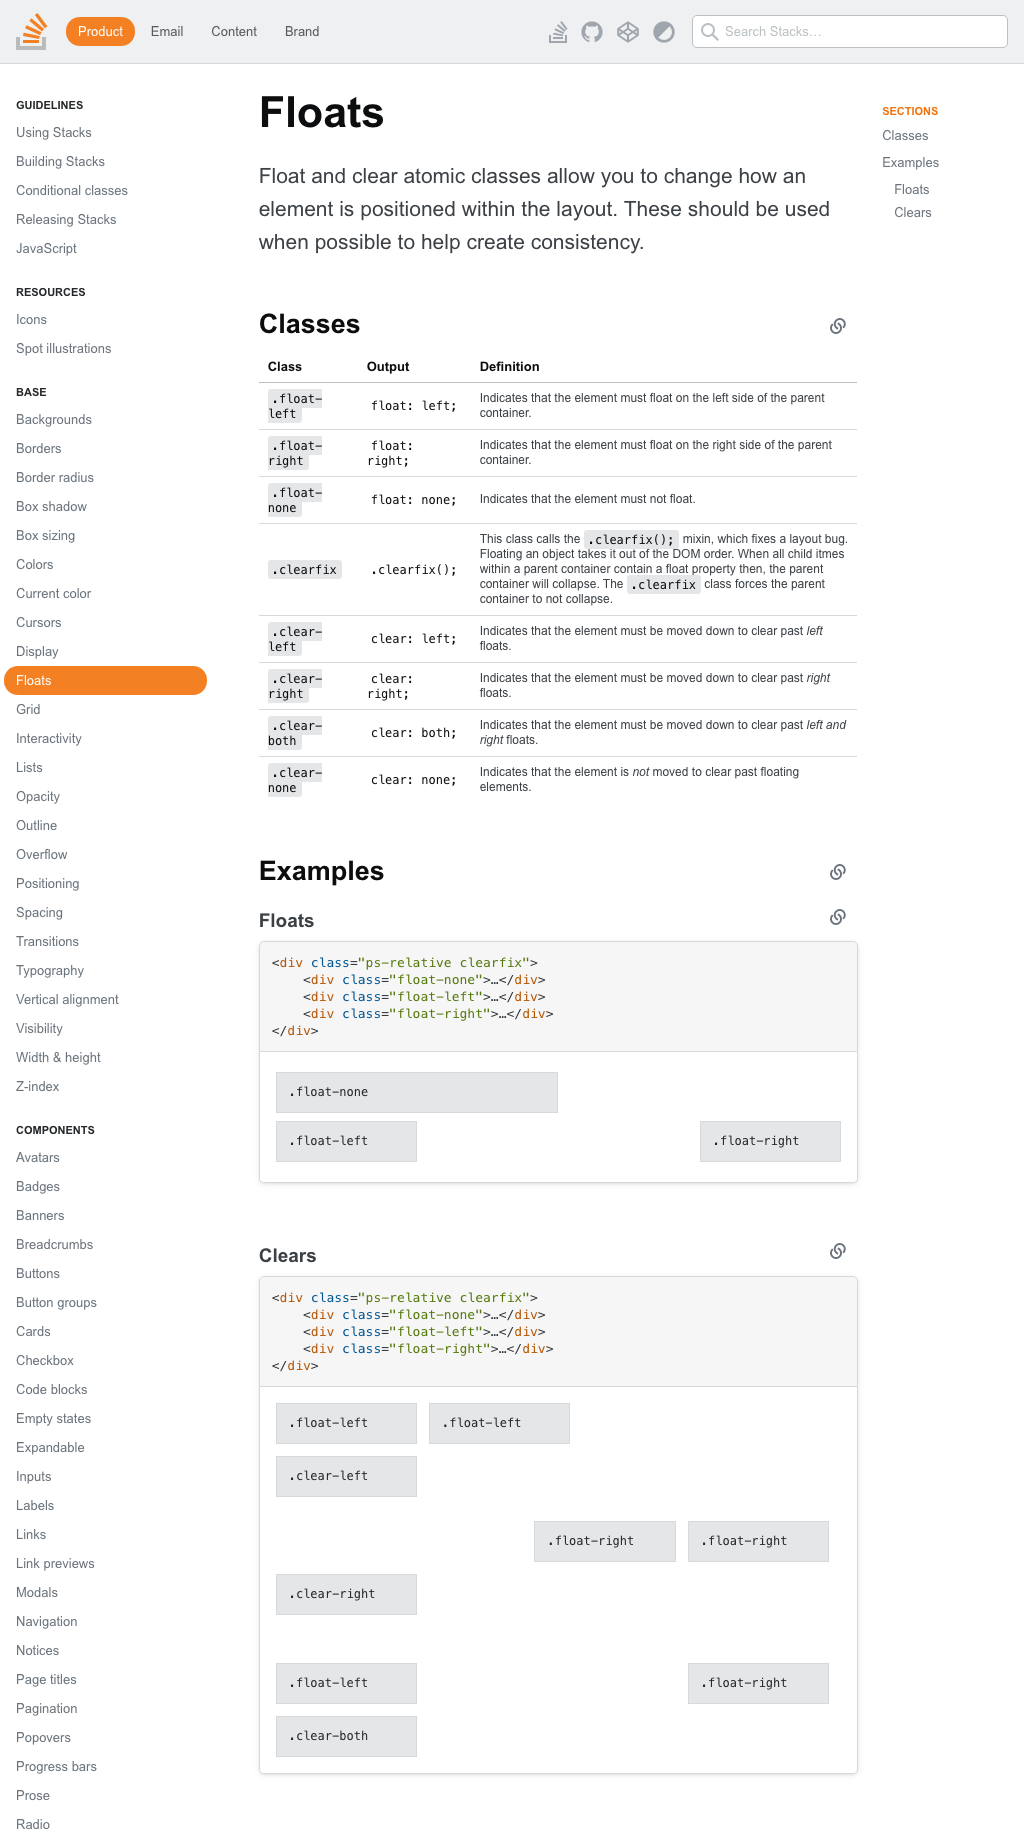 Product
Email
Content
Brand
Search Stacks...
GUIDELINES
Using Stacks
Building Stacks
Conditional classes
Releasing Stacks
JavaScript
RESOURCES
Icons
Spot illustrations
BASE
Backgrounds
Borders
Border radius
Box shadow
Box sizing
Colors
Current color
Cursors
Display
Floats
Grid
Interactivity
Lists
Opacity
Outline
Overflow
Positioning
Spacing
Transitions
Typography
Vertical alignment
Visibility
Width & height
Z-index
COMPONENTS
Avatars
Badges
Banners
Breadcrumbs
Buttons
Button groups
Cards
Checkbox
Code blocks
Empty states
Expandable
Inputs
Labels
Links
Link previews
Modals
Navigation
Notices
Page titles
Pagination
Popovers
Progress bars
Prose
Radio
Floats
Float and clear atomic classes allow you to change how an
element is positioned within the layout. These should be used
when possible to help create consistency.
Classes
Class Output Definition
.float-
left
float: left;
Indicates that the element must float on the left side of the parent
container.
.float-
right
float:
right;
Indicates that the element must float on the right side of the parent
container.
.float-
none
float: none;
Indicates that the element must not float.
.clearfix
.clearfix();
This class calls the .clearfix(); mixin, which fixes a layout bug.
Floating an object takes it out of the DOM order. When all child itmes
within a parent container contain a float property then, the parent
container will collapse. The .clearfix class forces the parent
container to not collapse.
.clear-
left
clear: left;
Indicates that the element must be moved down to clear past left
floats.
.clear-
right
clear:
right;
Indicates that the element must be moved down to clear past right
floats.
.clear-
both
clear: both;
Indicates that the element must be moved down to clear past left and
right floats.
.clear-
none
clear: none;
Indicates that the element is not moved to clear past floating
elements.
Examples
Floats
<div class="ps-relative clearfix">
    <div class="float-none">…</div>
    <div class="float-left">…</div>
    <div class="float-right">…</div>
</div>
.float-none
.float-left .float-right
Clears
<div class="ps-relative clearfix">
    <div class="float-none">…</div>
    <div class="float-left">…</div>
    <div class="float-right">…</div>
</div>
.float-left .float-left
.clear-left
.float-right .float-right
.clear-right
.float-left .float-right
.clear-both
SECTIONS
Classes
Examples
Floats
Clears